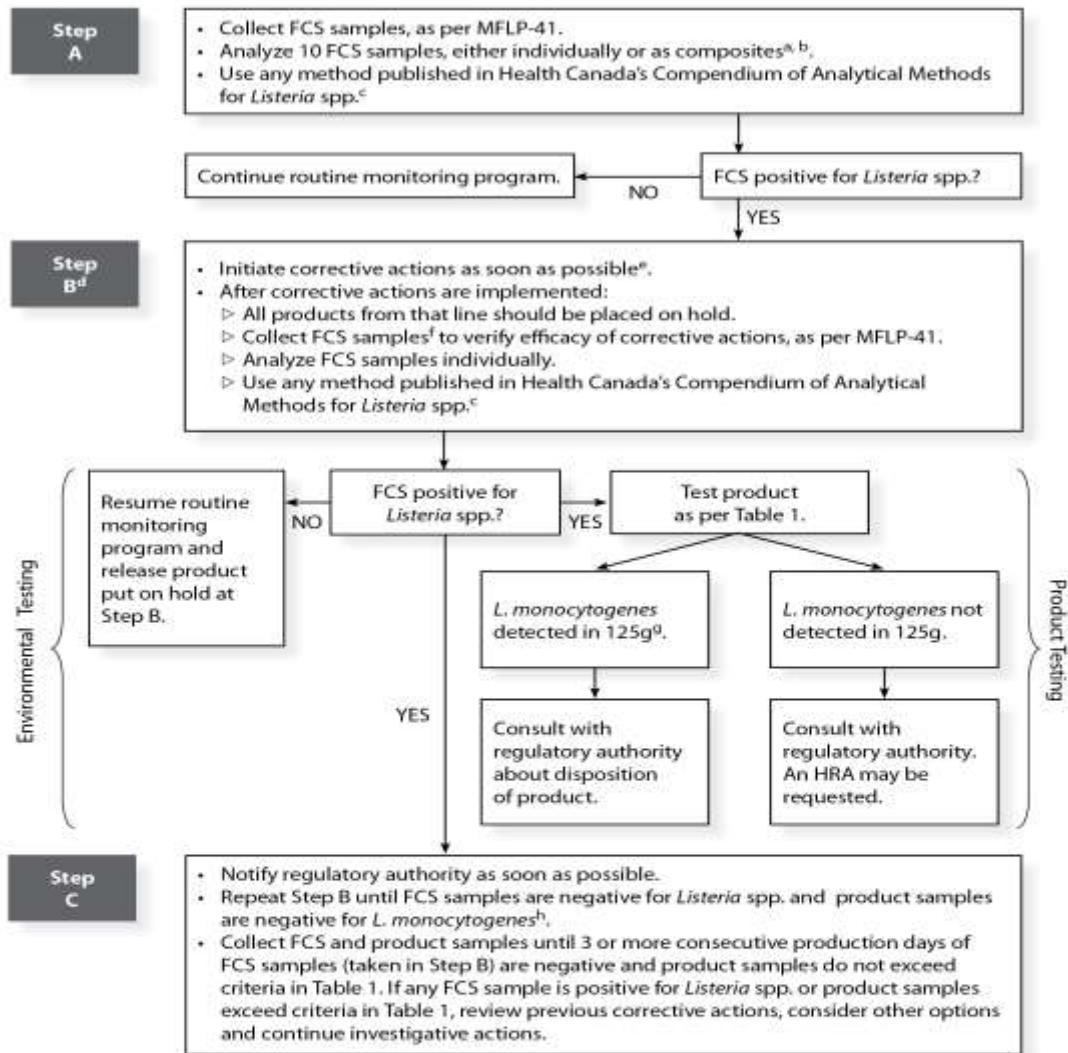 Step
A
• Collect FCS samples, as per MFLP-41.
• Analyze 10 FCS samples, either individually or as composites^a, b.
• Use any method published in Health Canada's Compendium of Analytical Methods
for Listeria spp.^c
Continue routine monitoring program.
NO
FCS positive for Listeria spp.?
YES
Step
B^d
• Initiate corrective actions as soon as possible^e.
• After corrective actions are implemented:
▷ All products from that line should be placed on hold.
▷ Collect FCS samples^f to verify efficacy of corrective actions, as per MFLP-41.
▷ Analyze FCS samples individually.
▷ Use any method published in Health Canada's Compendium of Analytical
Methods for Listeria spp.^c
Environmental Testing
Resume routine
monitoring
program and
release product
put on hold at
Step B.
NO
FCS positive for
Listeria spp.?
YES
Test product
as per Table 1.
L. monocytogenes
detected in 125g^g.
L. monocytogenes not
detected in 125g.
Product Testing
YES
Consult with
regulatory authority
about disposition
of product.
Consult with
regulatory authority.
An HRA may be
requested.
Step
C
• Notify regulatory authority as soon as possible.
• Repeat Step B until FCS samples are negative for Listeria spp. and product samples
are negative for L. monocytogenes^h.
• Collect FCS and product samples until 3 or more consecutive production days of
FCS samples (taken in Step B) are negative and product samples do not exceed
criteria in Table 1. If any FCS sample is positive for Listeria spp. or product samples
exceed criteria in Table 1, review previous corrective actions, consider other options
and continue investigative actions.